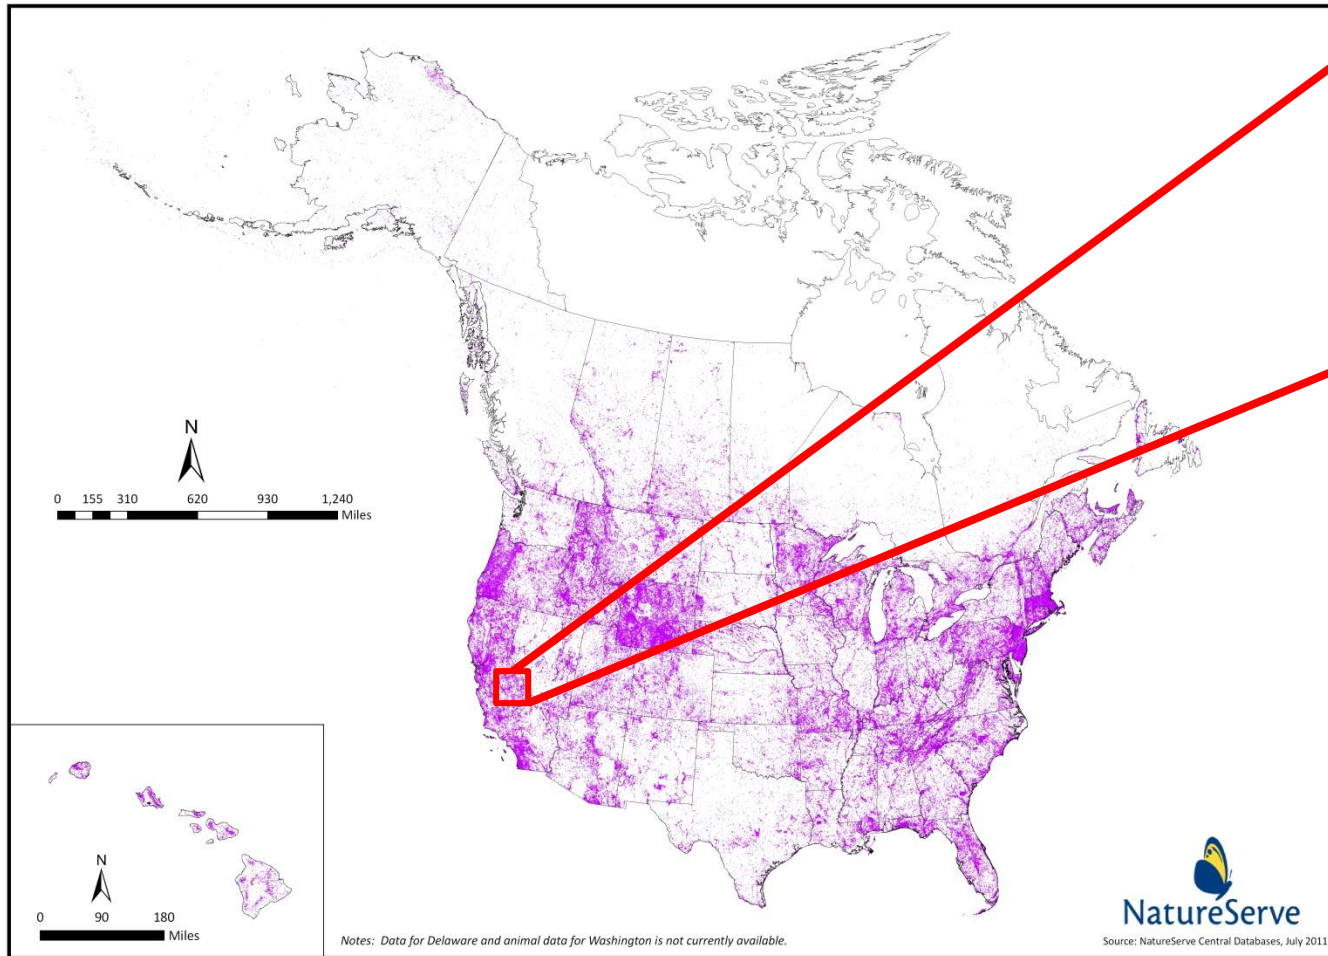 N
0 155 310 620 930 1,240
Miles
N
0 90 180
Miles
Notes: Data for Delaware and animal data for Washington is not currently available.
NatureServe
Source: NatureServe Central Databases, July 2011